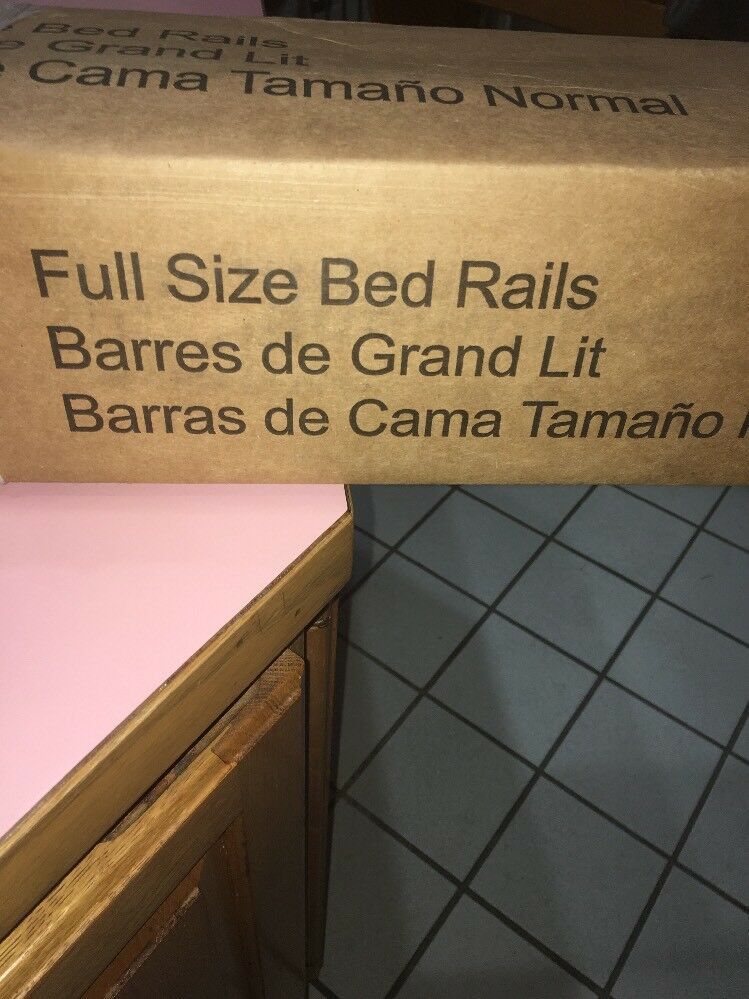 Bed Rails
Grand Lit
Cama Tamaño Normal
Full Size Bed Rails
Barres de Grand Lit
Barras de Cama Tamaño